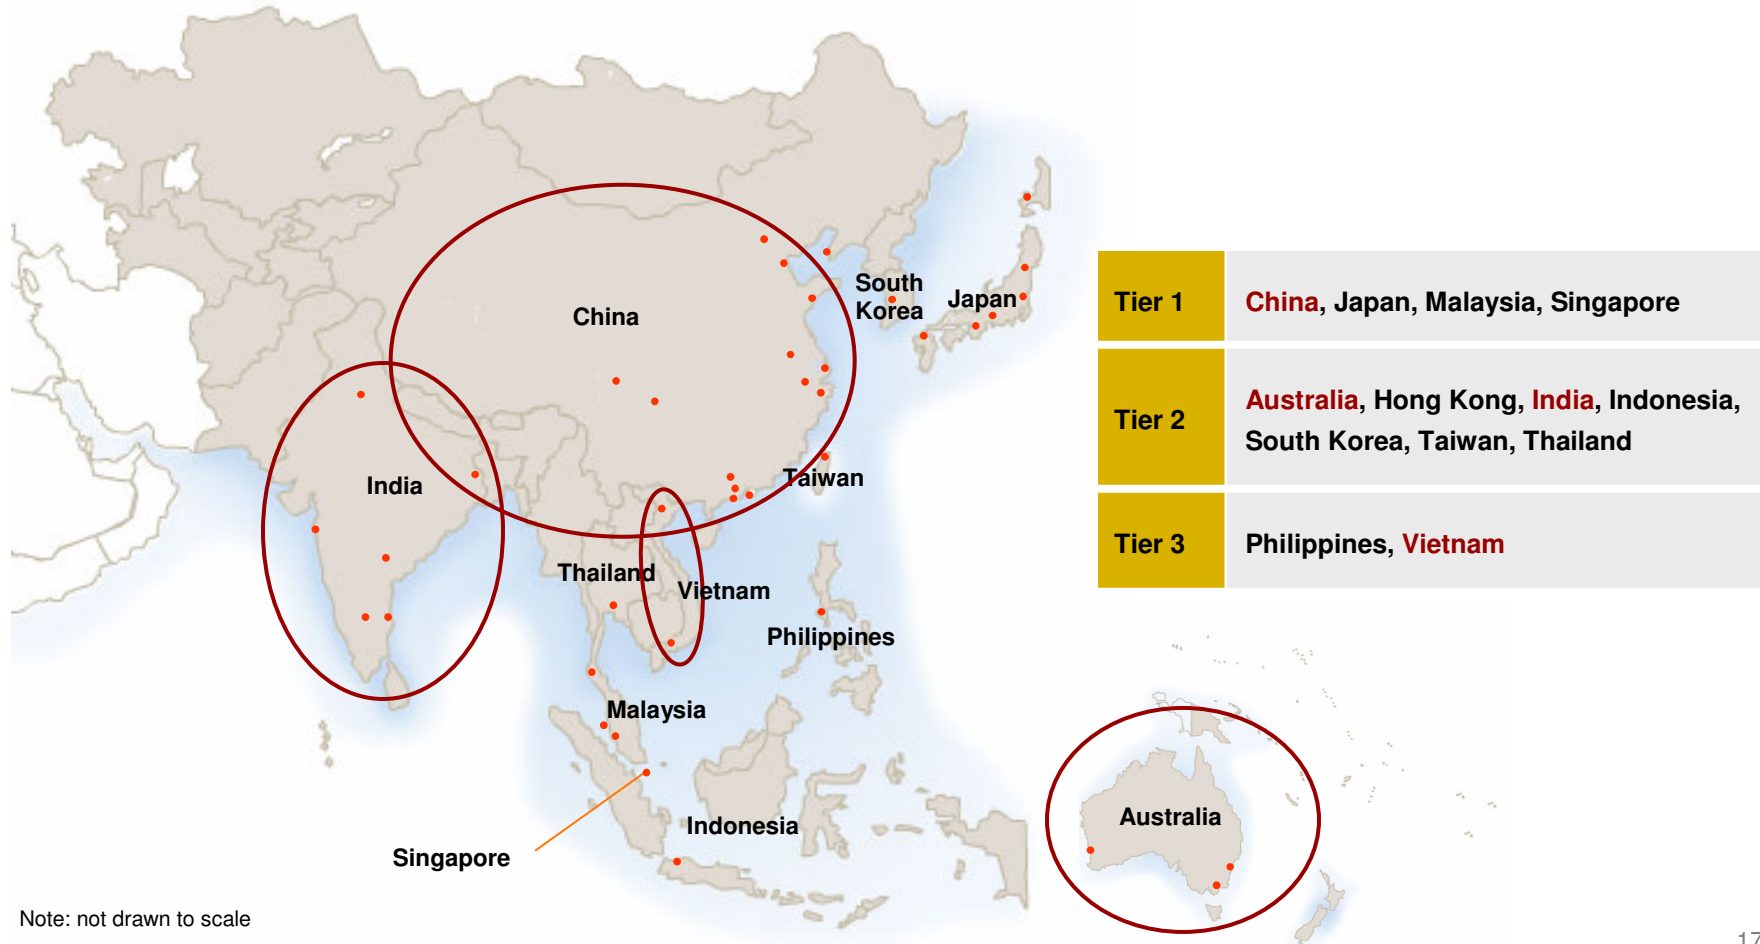 South
Korea
Japan
China
Taiwan
India
Thailand
Vietnam
Philippines
Malaysia
Indonesia
Singapore
Australia
Tier 1
China, Japan, Malaysia, Singapore
Tier 2
Australia, Hong Kong, India, Indonesia,
South Korea, Taiwan, Thailand
Tier 3
Philippines, Vietnam
Note: not drawn to scale
17